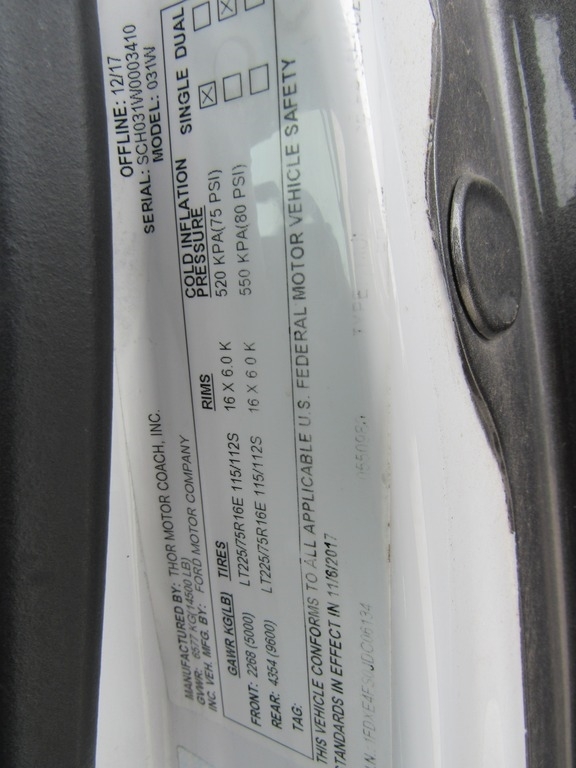 OFFLINE: 12/17
SERIAL: SCH031W0003410
MODEL: 031W
MANUFACTURED BY: THOR MOTOR COACH, INC.
GVWR: 6577 KG(14500 LB)
INC. VEH. MFG. BY: FORD MOTOR COMPANY
GAWR KG(LB) TIRES RIMS COLD INFLATION PRESSURE SINGLE DUAL
FRONT: 2268 (5000) LT225/75R16E 115/112S 16 X 6.0 K 520 KPA(75 PSI)
REAR: 4354 (9600) LT225/75R16E 115/112S 16 X 6.0 K 550 KPA(80 PSI)
TAG:
THIS VEHICLE CONFORMS TO ALL APPLICABLE U.S. FEDERAL MOTOR VEHICLE SAFETY
STANDARDS IN EFFECT IN 11/6/2017